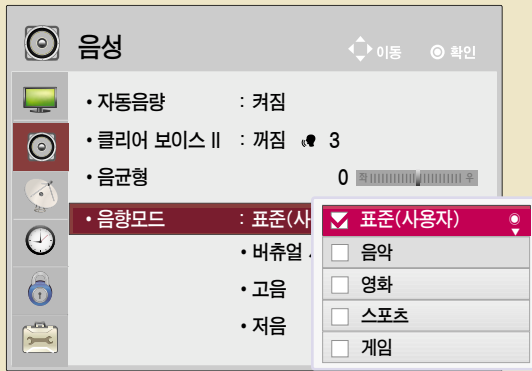 음성
이동 확인
• 자동음량 : 켜짐
• 클리어 보이스 II : 꺼짐 3
• 음균형 0 좌 우
• 음향모드 : 표준(사
• 버츄얼
• 고음
• 저음
표준(사용자)
음악
영화
스포츠
게임